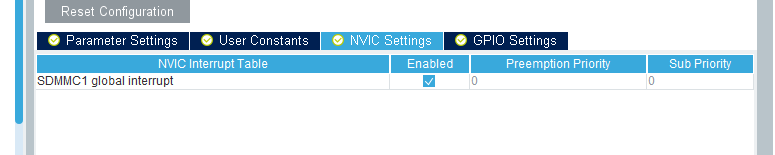 Reset Configuration
Parameter Settings User Constants NVIC Settings GPIO Settings
NVIC Interrupt Table Enabled Preemption Priority Sub Priority
SDMMC1 global interrupt 0 0